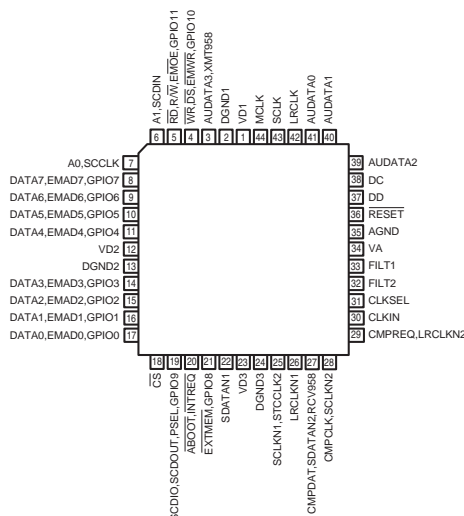 A1,SCDIN
RD,R/W,EMOE,GPIO11
WR,DS,EMWR,GPIO10
AUDATA3,XMT958
DGND1
VD1
MCLK
SCLK
LRCLK
AUDATA0
AUDATA1
6 5 4 3 2 1 44 43 42 41 40
A0,SCCLK 7
DATA7,EMAD7,GPIO7 8
DATA6,EMAD6,GPIO6 9
DATA5,EMAD5,GPIO5 10
DATA4,EMAD4,GPIO4 11
VD2 12
DGND2 13
DATA3,EMAD3,GPIO3 14
DATA2,EMAD2,GPIO2 15
DATA1,EMAD1,GPIO1 16
DATA0,EMAD0,GPIO0 17
39 AUDATA2
38 DC
37 DD
36 RESET
35 AGND
34 VA
33 FILT1
32 FILT2
31 CLKSEL
30 CLKIN
29 CMPREQ,LRCLKN2
18 19 20 21 22 23 24 25 26 27 28
CS
SCDIO,SCDOUT,PSEL,GPIO9
ABOOT,INTREQ
EXTMEM,GPIO8
SDATAN1
VD3
DGND3
SCLKN1,STCCLK2
LRCLKN1
CMPDAT,SDATAN2,RCV958
CMPCLK,SCLKN2